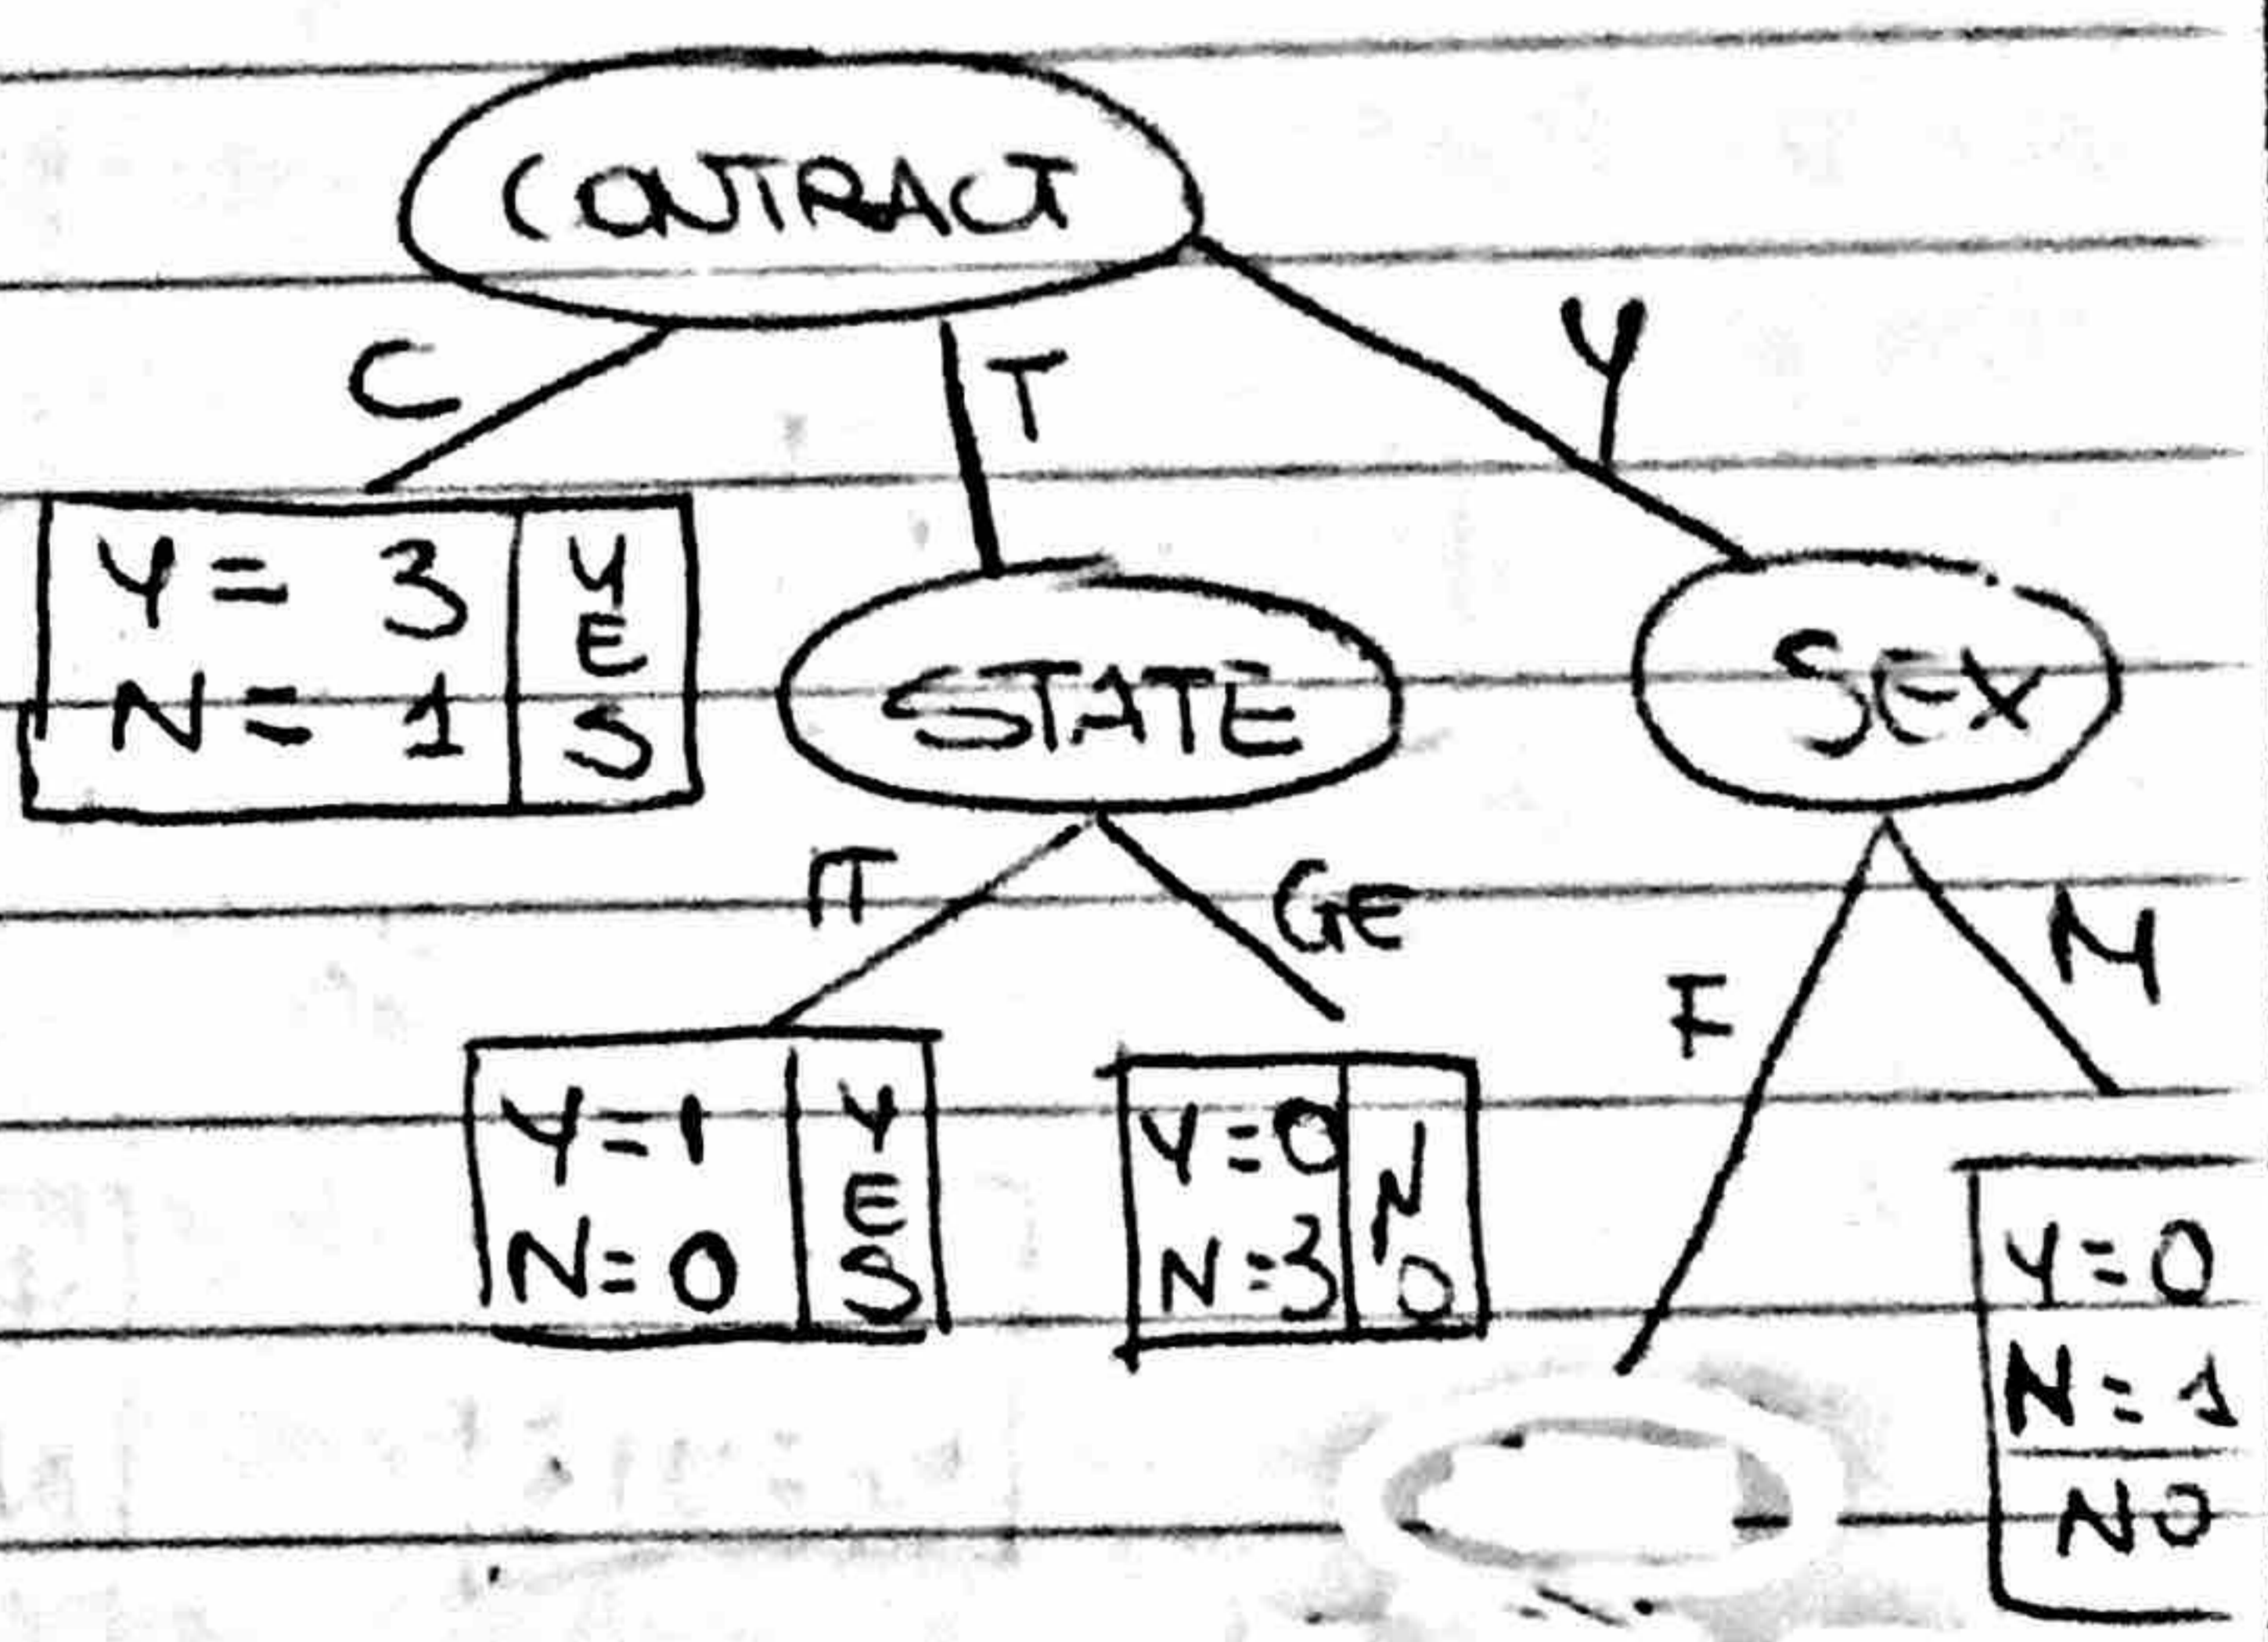 CONTRACT
C T Y
Y = 3 YES
N = 1
STATE
SEX
IT GE
F M
Y=1 YES
N=0
Y=0 NO
N=3
Y=0
N=1
NO